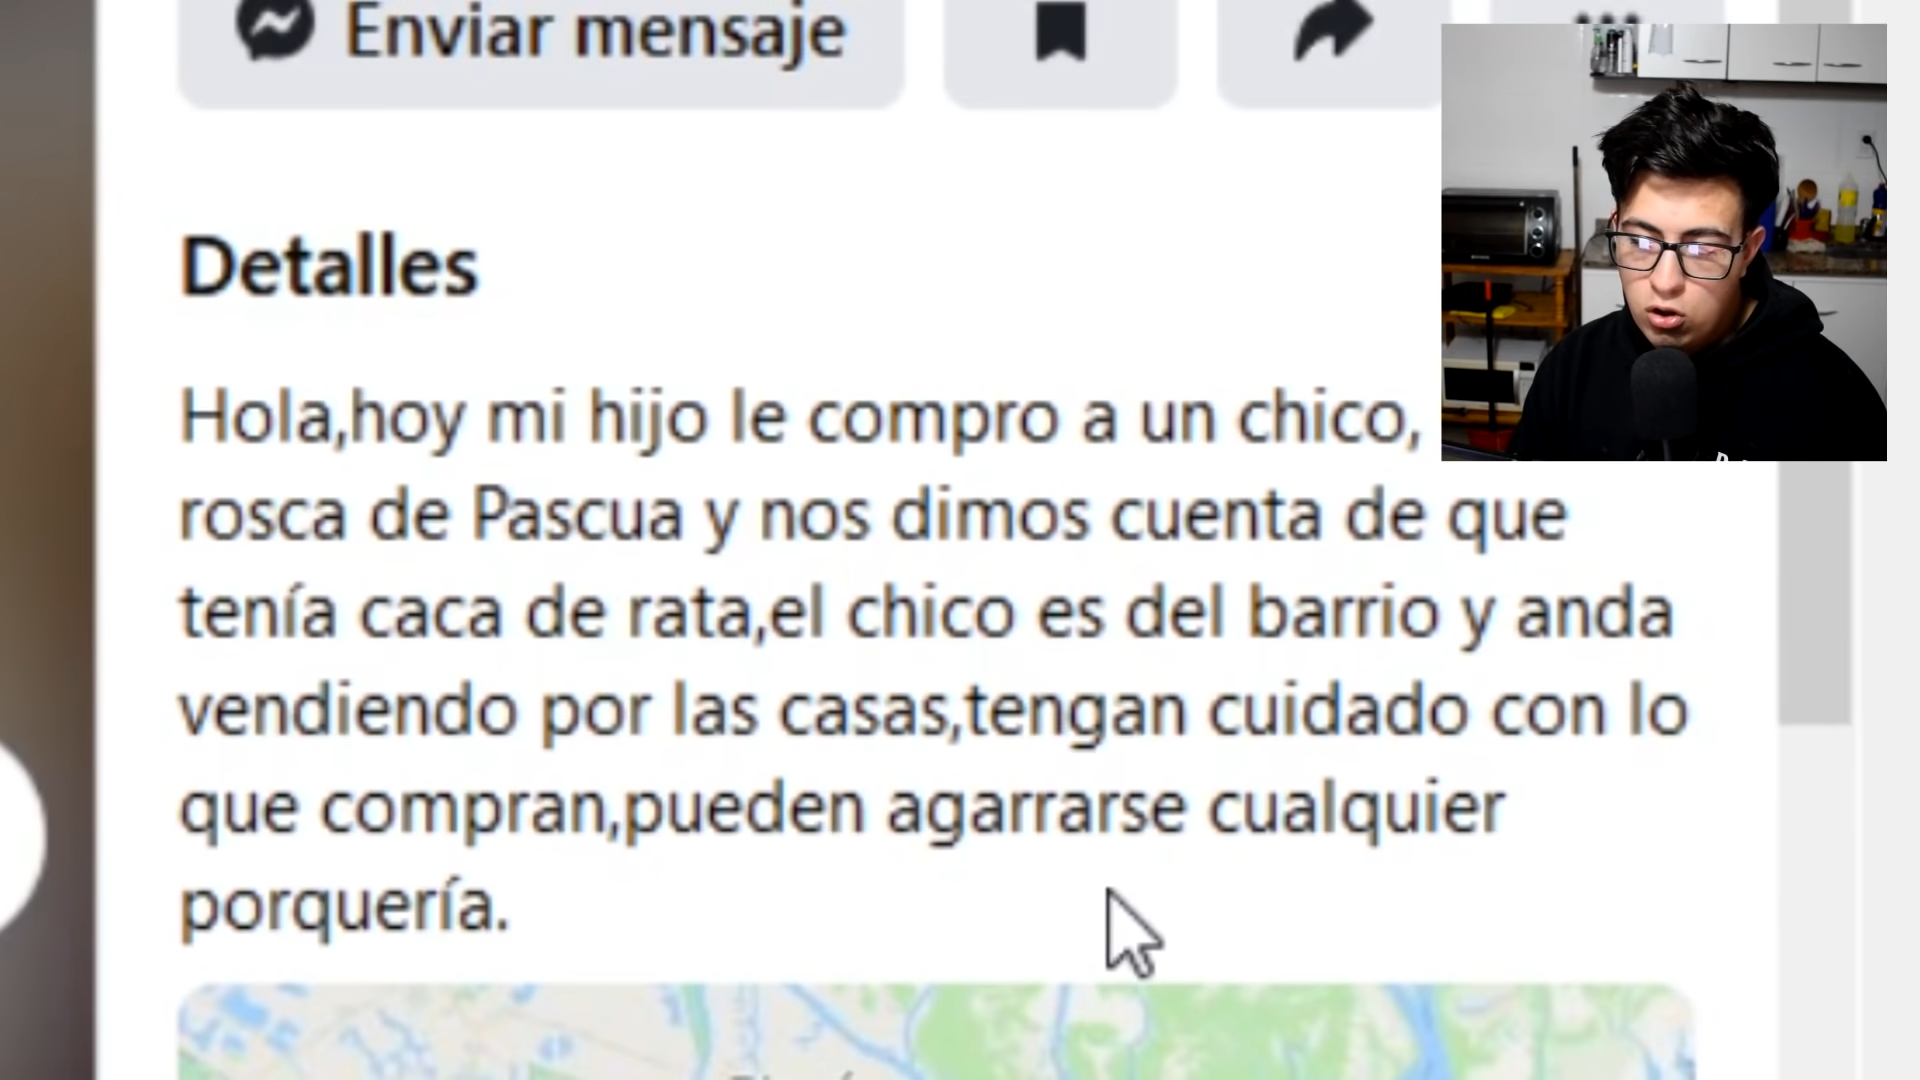 Enviar mensaje
Detalles
Hola,hoy mi hijo le compro a un chico,
rosca de Pascua y nos dimos cuenta de que
tenía caca de rata,el chico es del barrio y anda
vendiendo por las casas,tengan cuidado con lo
que compran,pueden agarrarse cualquier
porquería.